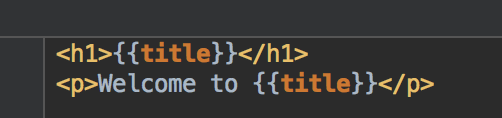 <h1>{{title}}</h1>
<p>Welcome to {{title}}</p>